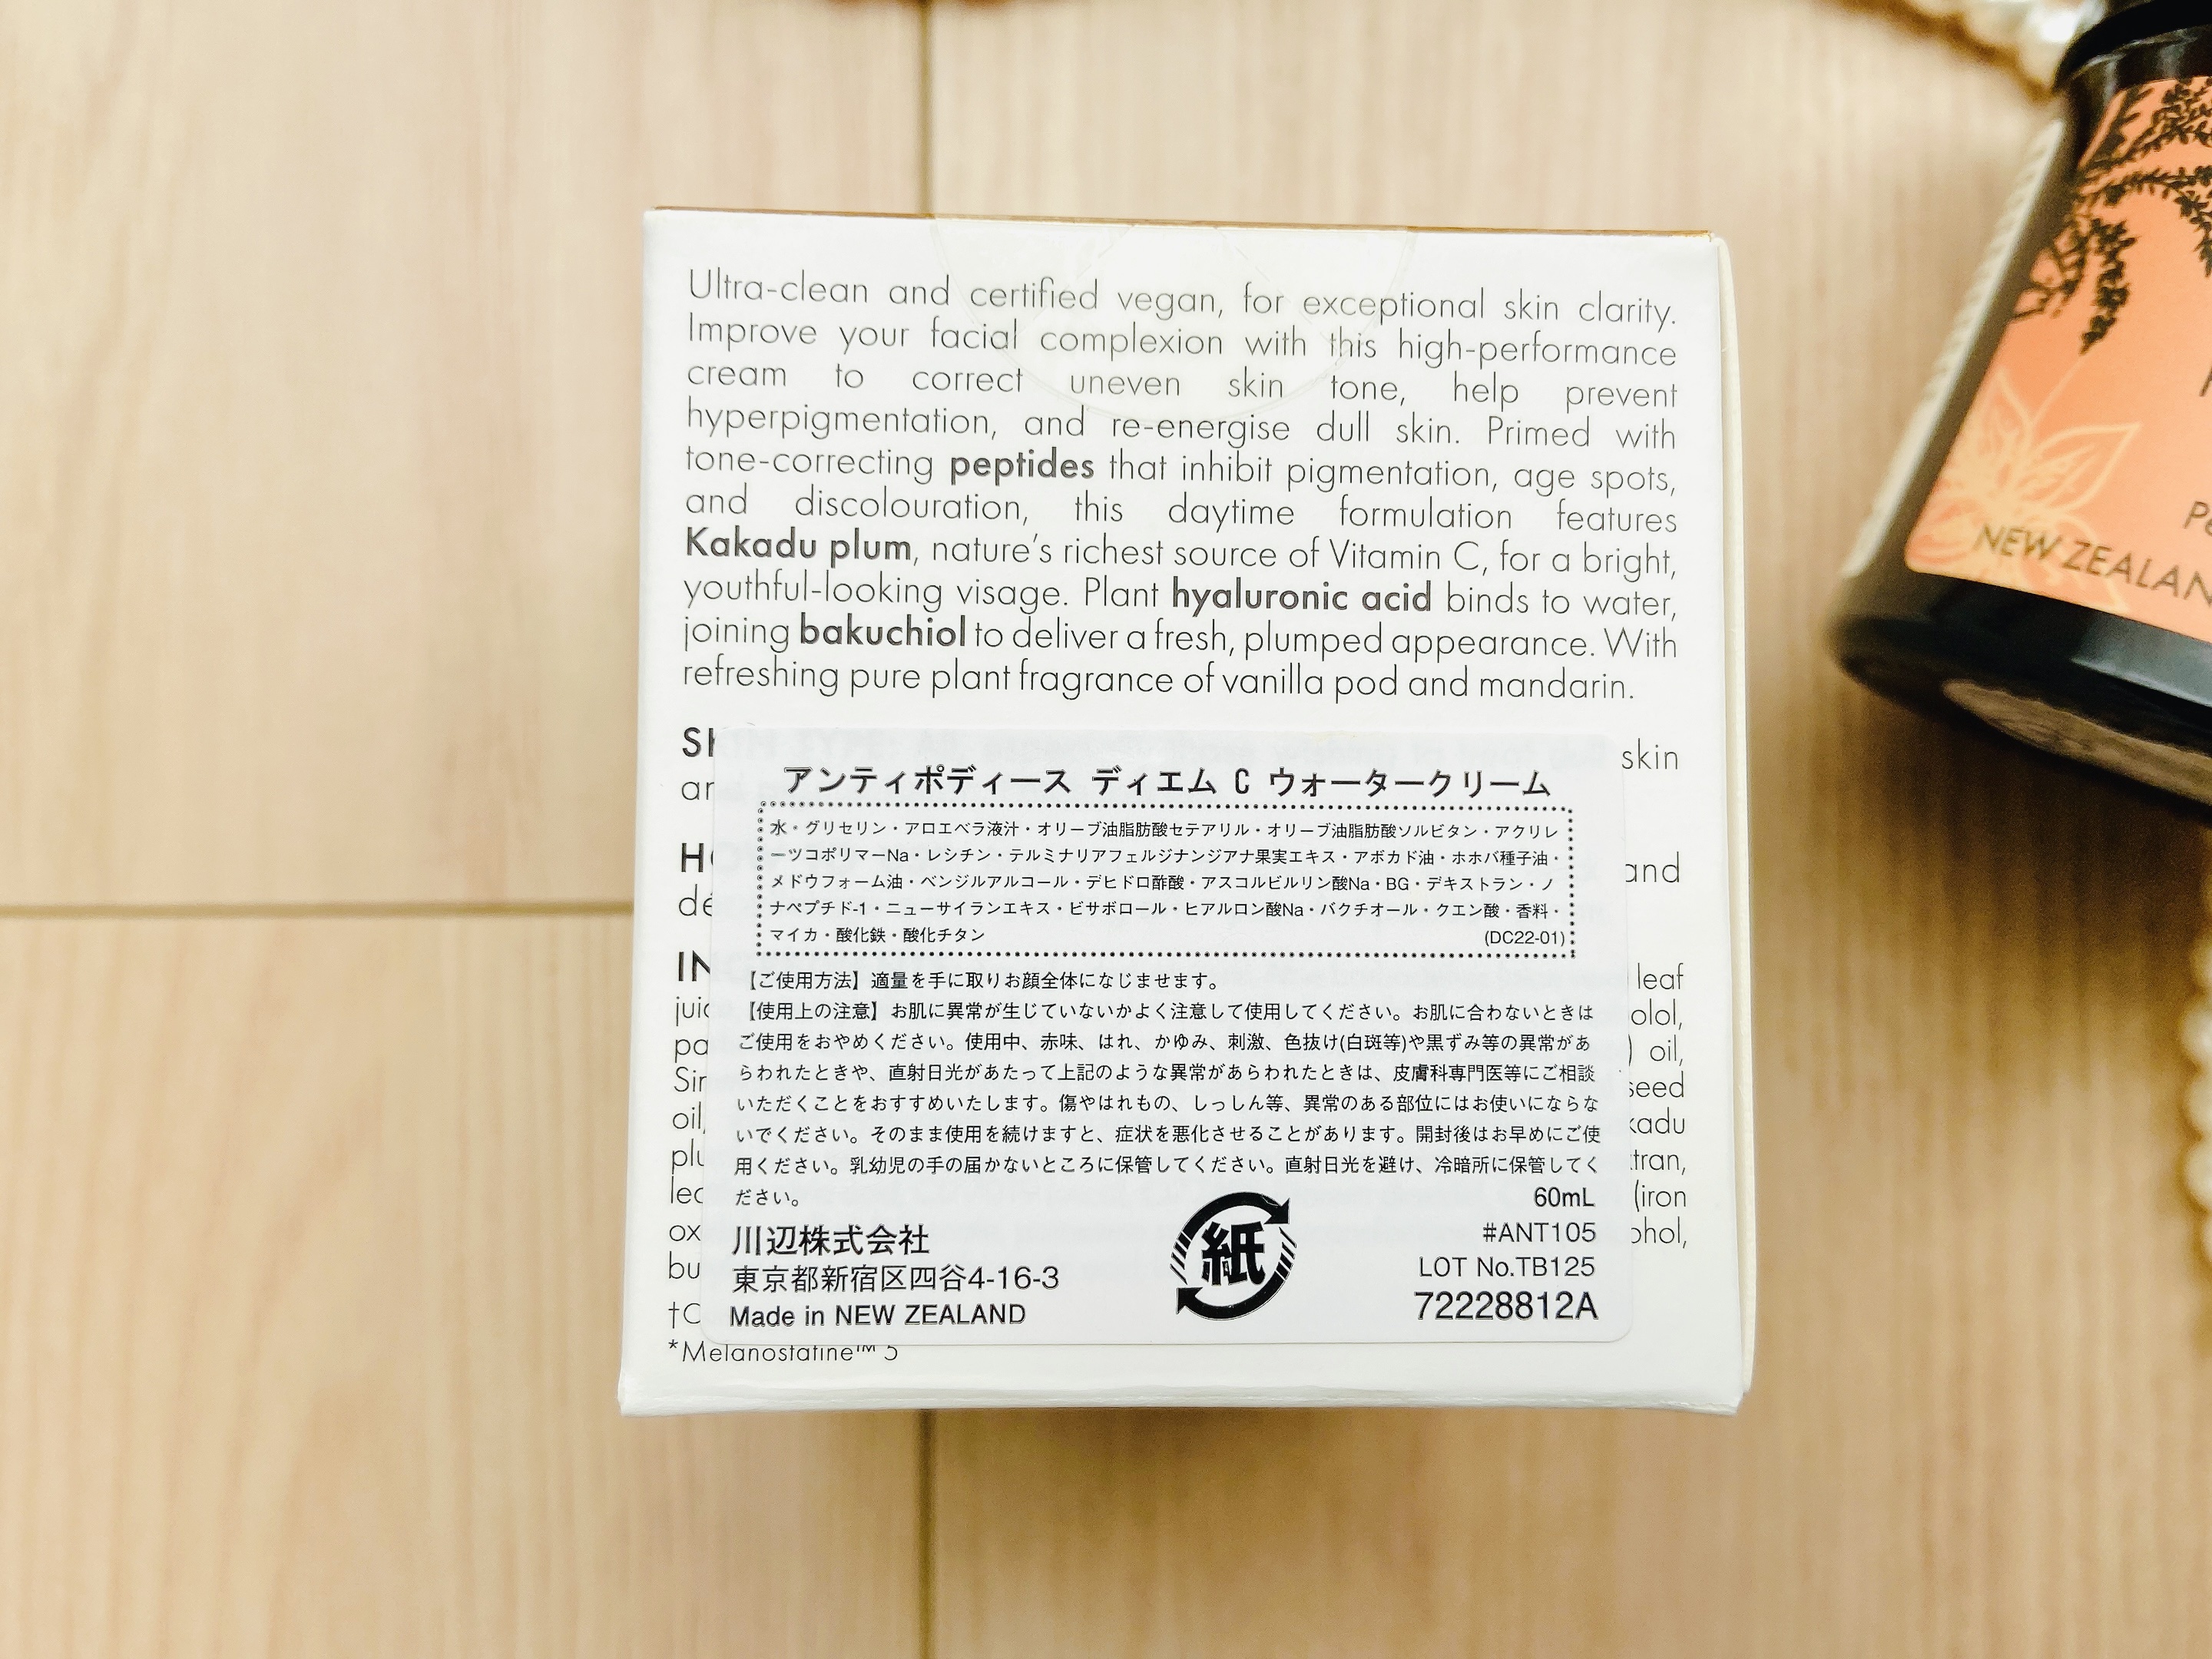 Ultra-clean and certified vegan, for exceptional skin clarity.
Improve your facial complexion with this high-performance
cream to correct uneven skin tone, help prevent
hyperpigmentation, and re-energise dull skin. Primed with
tone-correcting peptides that inhibit pigmentation, age spots,
and discolouration, this daytime formulation features
Kakadu plum, nature's richest source of Vitamin C, for a bright,
youthful-looking visage. Plant hyaluronic acid binds to water,
joining bakuchiol to deliver a fresh, plumped appearance. With
refreshing pure plant fragrance of vanilla pod and mandarin.
skin
and
leaf
oil,
seed
(iron
アンティポディース ディエム C ウォータークリーム
水・グリセリン・アロエベラ液汁・オリーブ油脂肪酸セテアリル・オリーブ油脂肪酸ソルビタン・アクリレ
ーツコポリマーNa・レシチン・テルミナリアフェルジナンジアナ果実エキス・アボカド油・ホホバ種子油・
メドウフォーム油・ベンジルアルコール・デヒドロ酢酸・アスコルビルリン酸Na・BG・デキストラン・ノ
ナペプチド-1・ニューサイランエキス・ビサボロール・ヒアルロン酸Na・バクチオール・クエン酸・香料・
マイカ・酸化鉄・酸化チタン (DC22-01)
【ご使用方法】適量を手に取りお顔全体になじませます。
【使用上の注意】お肌に異常が生じていないかよく注意して使用してください。お肌に合わないときは
ご使用をおやめください。使用中、赤味、はれ、かゆみ、刺激、色抜け(白斑等)や黒ずみ等の異常があ
らわれたときや、直射日光があたって上記のような異常があらわれたときは、皮膚科専門医等にご相談
いただくことをおすすめいたします。傷やはれもの、しっしん等、異常のある部位にはお使いにならな
いでください。そのまま使用を続けますと、症状を悪化させることがあります。開封後はお早めにご使
用ください。乳幼児の手の届かないところに保管してください。直射日光を避け、冷暗所に保管してく
ださい。 60mL
川辺株式会社
東京都新宿区四谷4-16-3
Made in NEW ZEALAND
紙
#ANT105
LOT No.TB125
72228812A
*Melanostatine™ 5
NEW ZEALAN